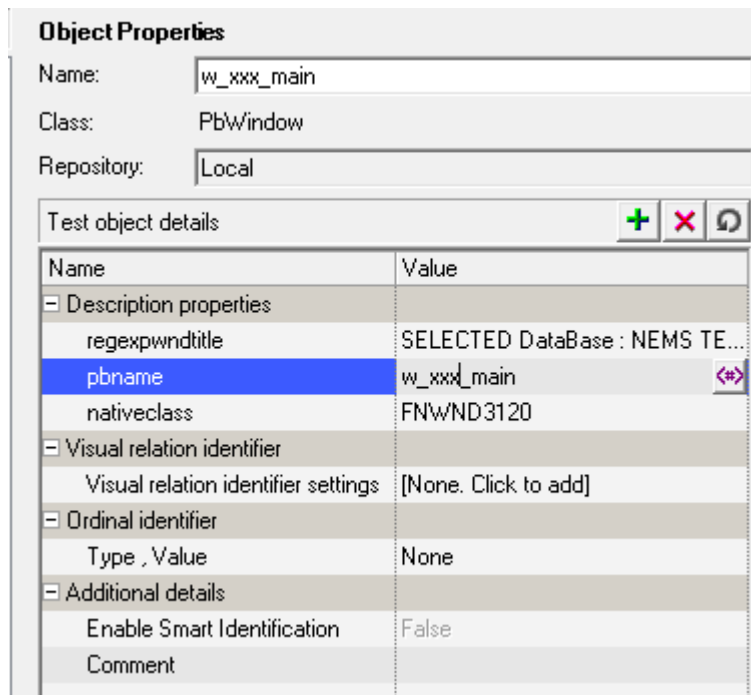 Object Properties
Name: w_xxx_main
Class: PbWindow
Repository: Local
Test object details
Name Value
Description properties
regexpwndtitle SELECTED DataBase : NEMS TE...
pbname w_xxx_main
nativeclass FNWND3120
Visual relation identifier
Visual relation identifier settings [None. Click to add]
Ordinal identifier
Type , Value None
Additional details
Enable Smart Identification False
Comment